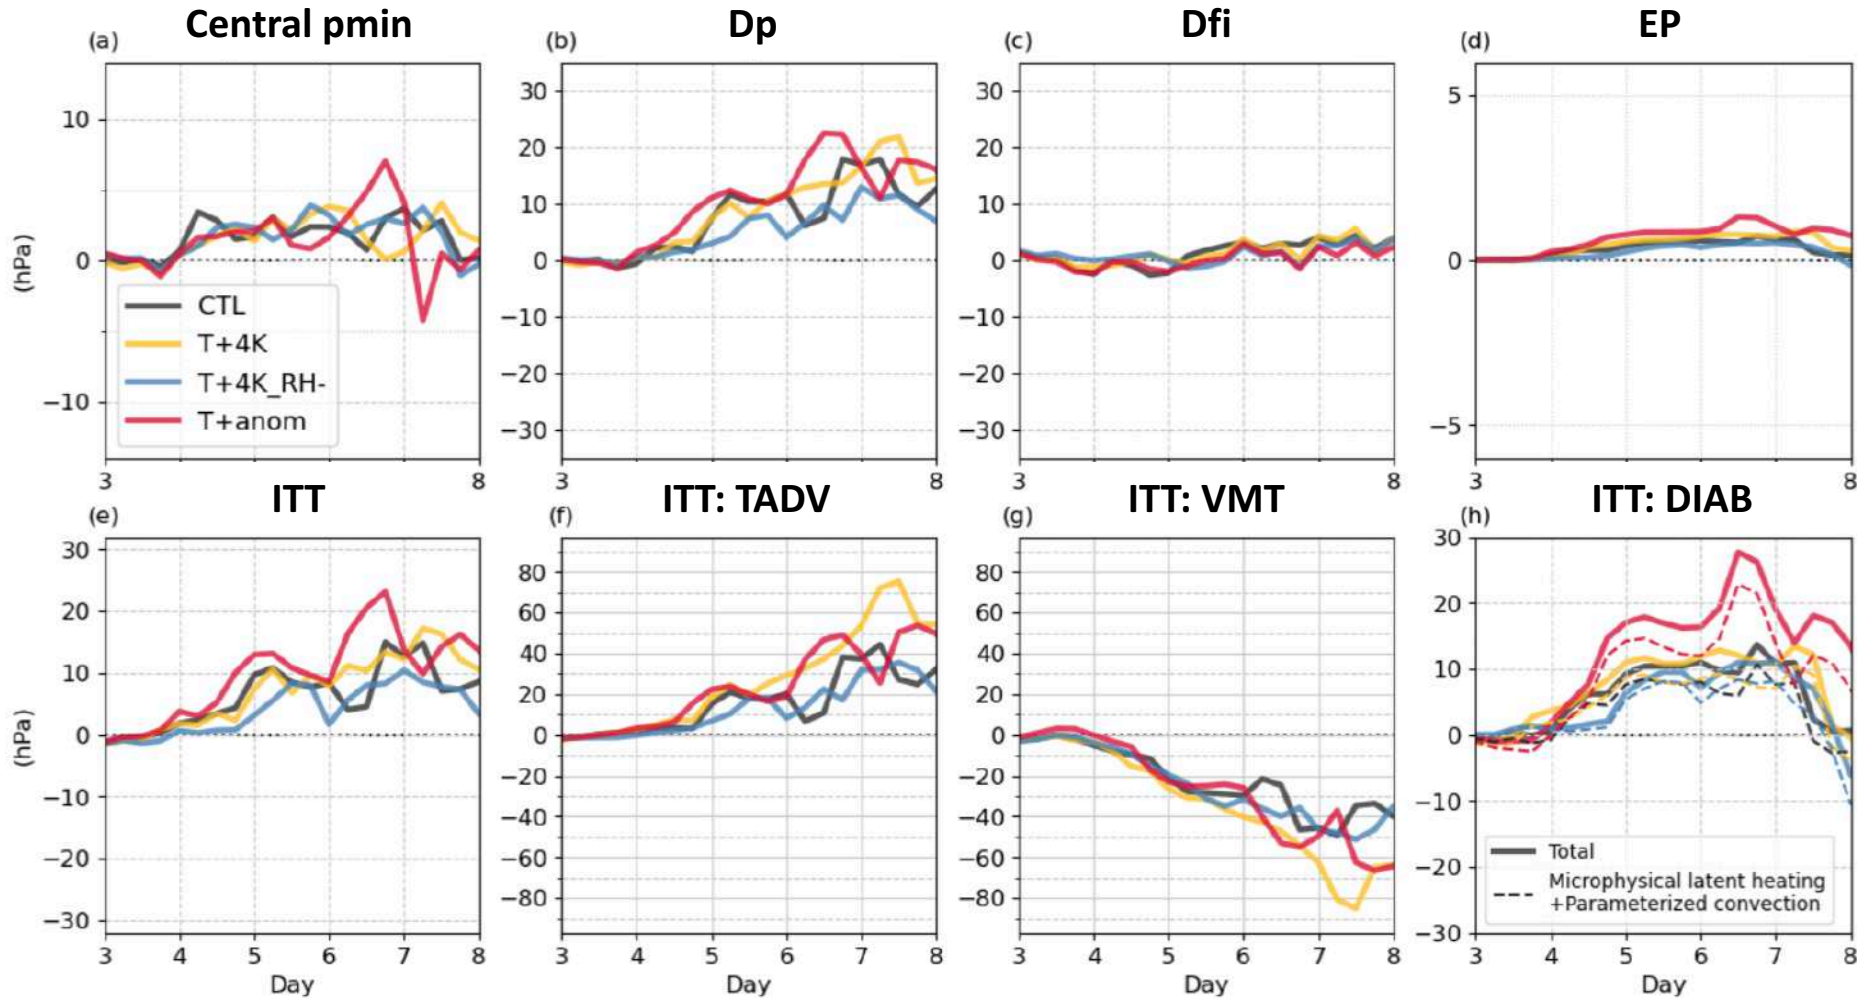 Central pmin
Dp
Dfi
EP
(a)
(b)
(c)
(d)
10
0
−10
(hPa)
CTL
T+4K
T+4K_RH-
T+anom
3
8
30
20
10
0
−10
−20
−30
3
8
30
20
10
0
−10
−20
−30
3
8
5
0
−5
3
8
ITT
ITT: TADV
ITT: VMT
ITT: DIAB
(e)
(f)
(g)
(h)
30
20
10
0
−10
−20
−30
(hPa)
3 4 5 6 7 8
Day
80
60
40
20
0
−20
−40
−60
−80
3 4 5 6 7 8
Day
80
60
40
20
0
−20
−40
−60
−80
3 4 5 6 7 8
Day
30
20
10
0
−10
−20
−30
Total
Microphysical latent heating
+Parameterized convection
3 4 5 6 7 8
Day